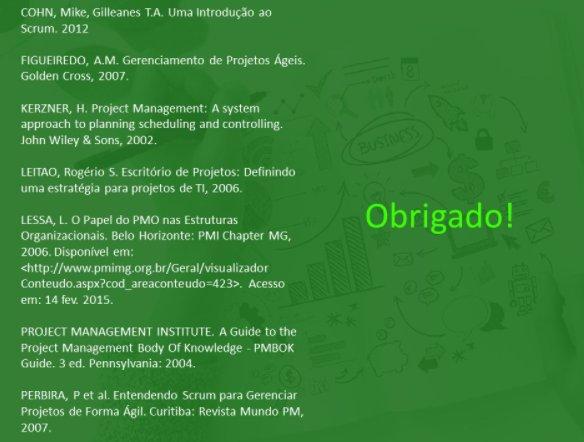 COHN, Mike, Gilleanes T.A. Uma Introdução ao
Scrum. 2012
FIGUEIREDO, A.M. Gerenciamento de Projetos Ágeis.
Golden Cross, 2007.
KERZNER, H. Project Management: A system
approach to planning scheduling and controlling.
John Wiley & Sons, 2002.
LEITAO, Rogério S. Escritório de Projetos: Definindo
uma estratégia para projetos de TI, 2006.
LESSA, L. O Papel do PMO nas Estruturas
Organizacionais. Belo Horizonte: PMI Chapter MG,
2006. Disponível em:
<http://www.pmimg.org.br/Geral/visualizador
Conteudo.aspx?cod_areaconteudo=423>. Acesso
em: 14 fev. 2015.
PROJECT MANAGEMENT INSTITUTE. A Guide to the
Project Management Body Of Knowledge - PMBOK
Guide. 3 ed. Pennsylvania: 2004.
PERBIRA, P et al. Entendendo Scrum para Gerenciar
Projetos de Forma Ágil. Curitiba: Revista Mundo PM,
2007.
BUSINESS
Obrigado!